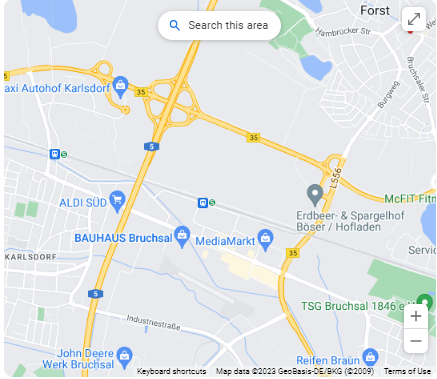 Forst
Search this area
Hambrücker Str
Bruchsaler Str.
axi Autohof Karlsdorf
35
35
Burgweg
5
35
L556
ALDI SÜD
McFIT Fitn
Erdbeer- & Spargelhof
Böser / Hofladen
BAUHAUS Bruchsal
MediaMarkt
35
Servic
KARLSDORF
5
TSG Bruchsal 1846 e.V
Industriestraße
John Deere
Werk Bruchsal
Reifen Braun
Keyboard shortcuts
Map data ©2023 GeoBasis-DE/BKG (©2009)
Terms of Use